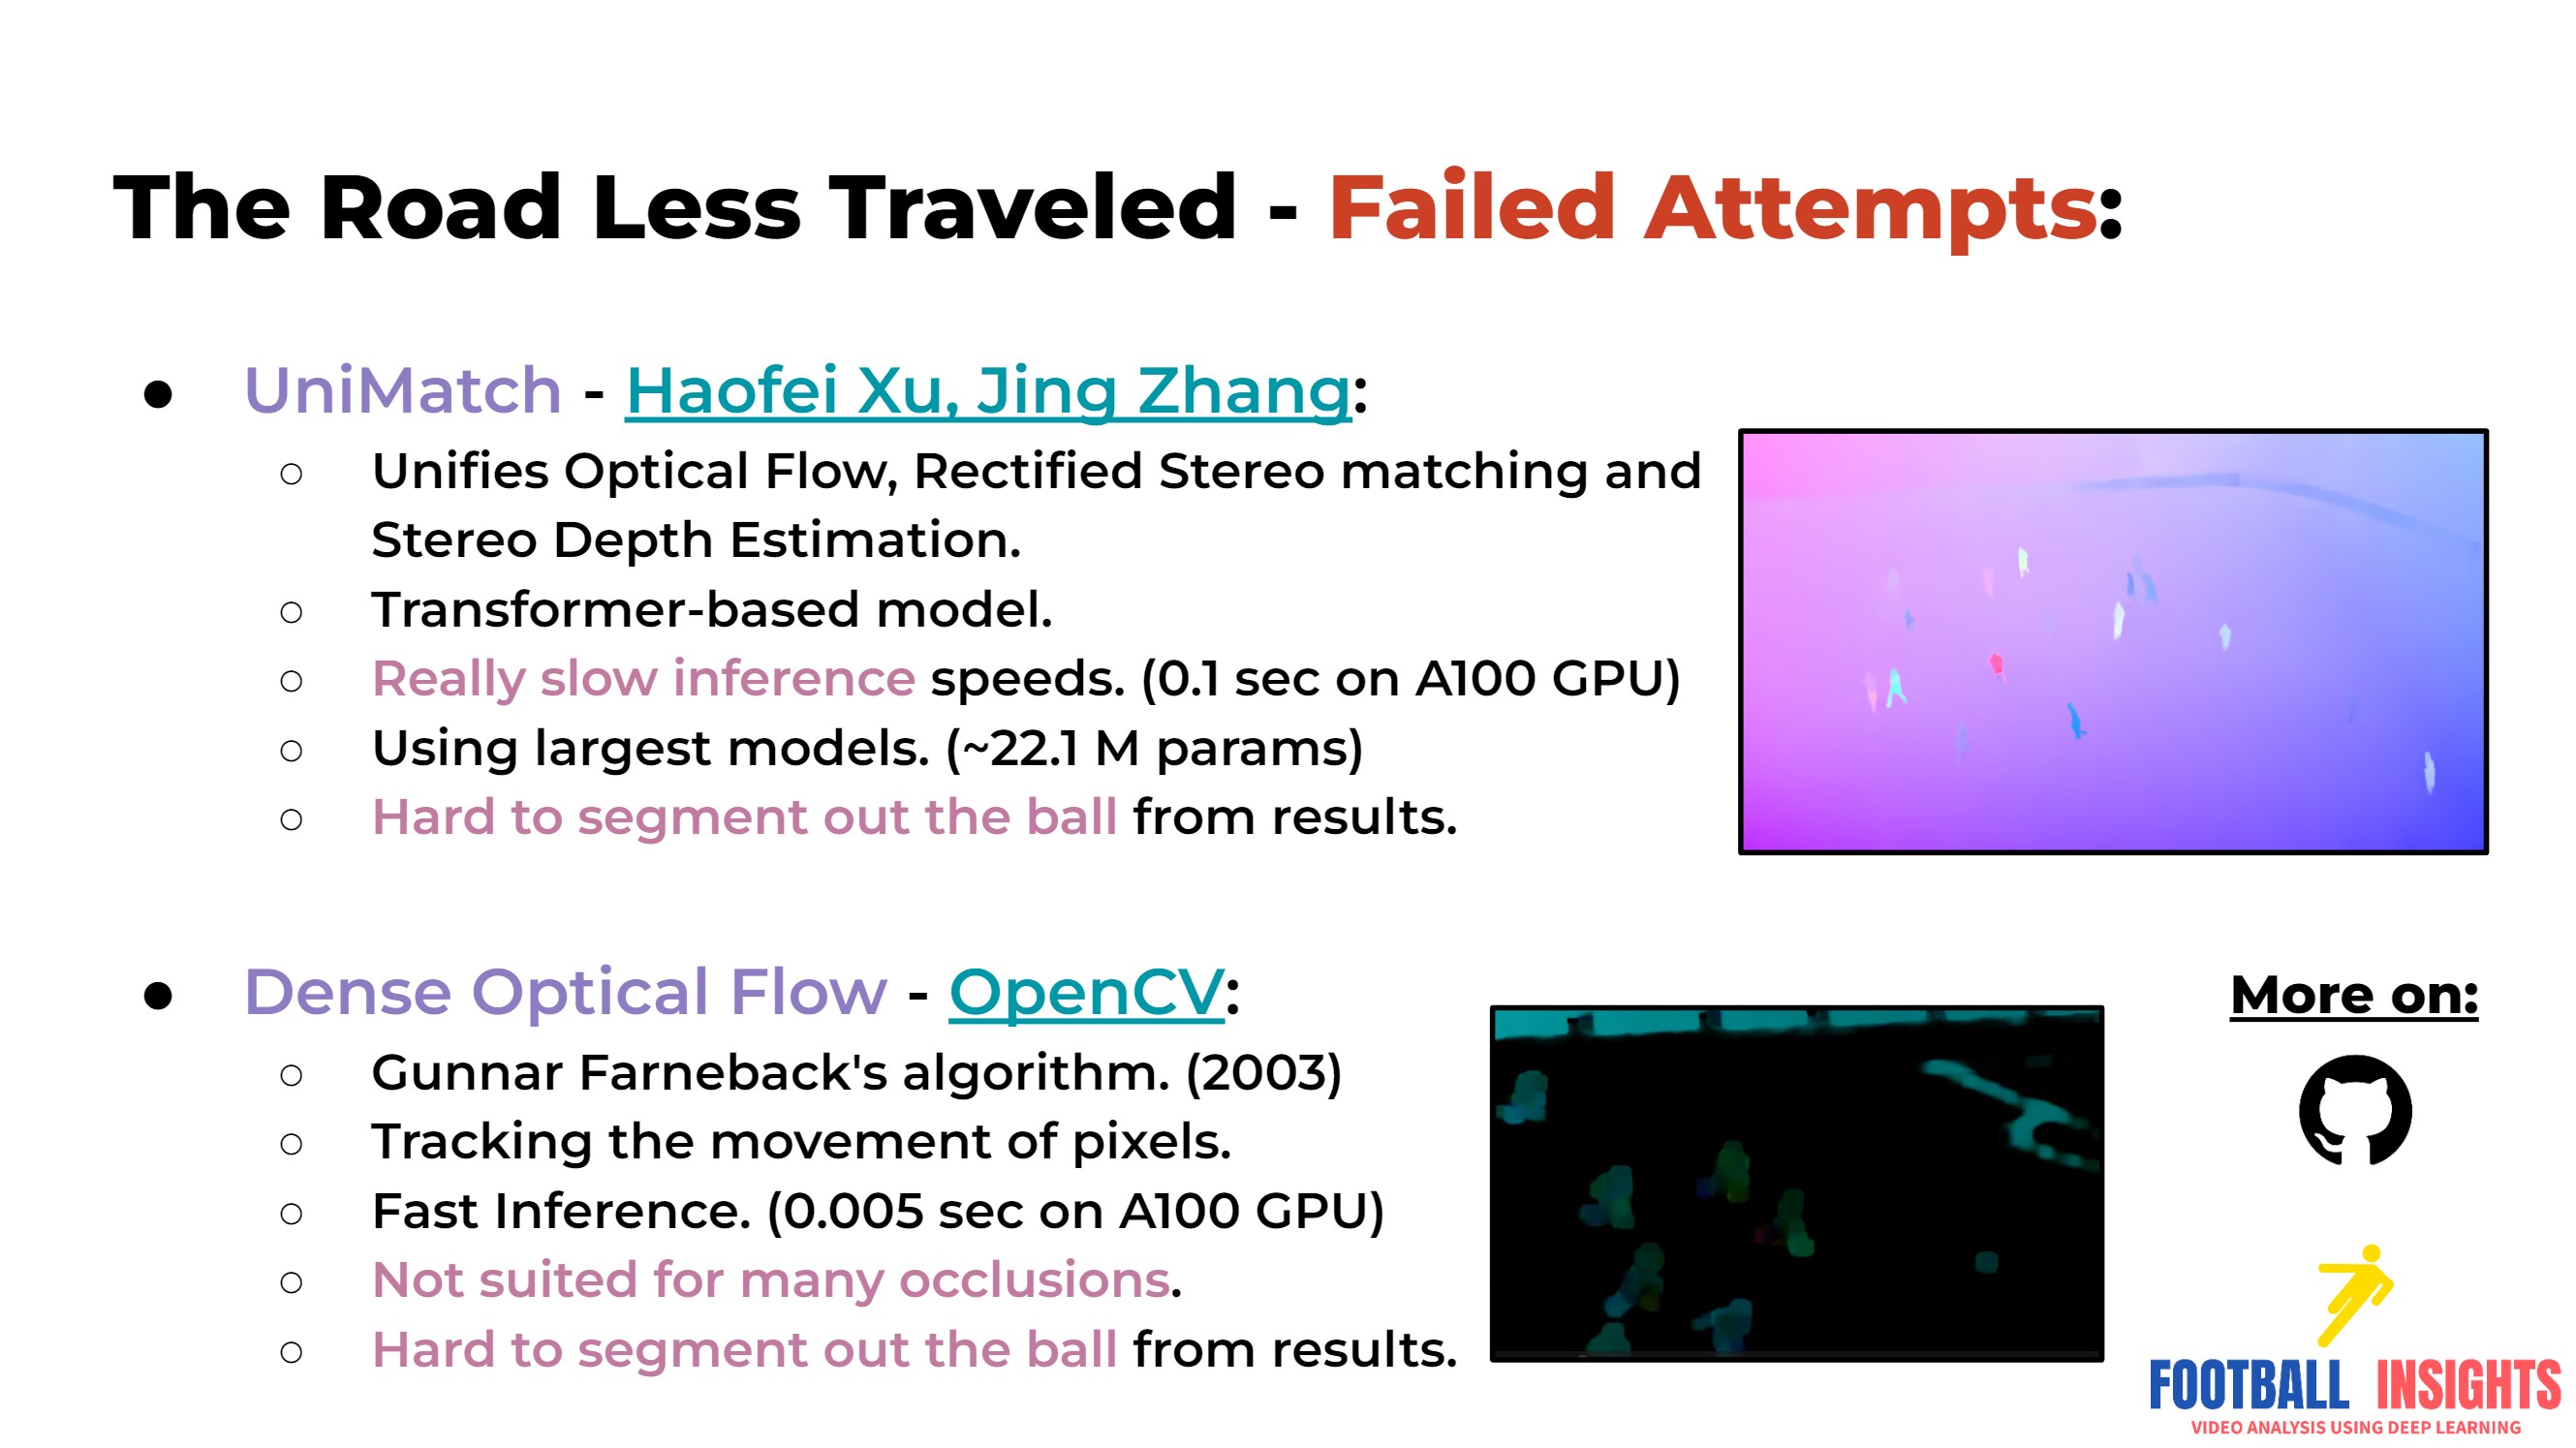 The Road Less Traveled - Failed Attempts:
● UniMatch - Haofei Xu, Jing Zhang:
○ Unifies Optical Flow, Rectified Stereo matching and
Stereo Depth Estimation.
○ Transformer-based model.
○ Really slow inference speeds. (0.1 sec on A100 GPU)
○ Using largest models. (~22.1 M params)
○ Hard to segment out the ball from results.
● Dense Optical Flow - OpenCV:
○ Gunnar Farneback's algorithm. (2003)
○ Tracking the movement of pixels.
○ Fast Inference. (0.005 sec on A100 GPU)
○ Not suited for many occlusions.
○ Hard to segment out the ball from results.
More on:
FOOTBALL INSIGHTS
VIDEO ANALYSIS USING DEEP LEARNING